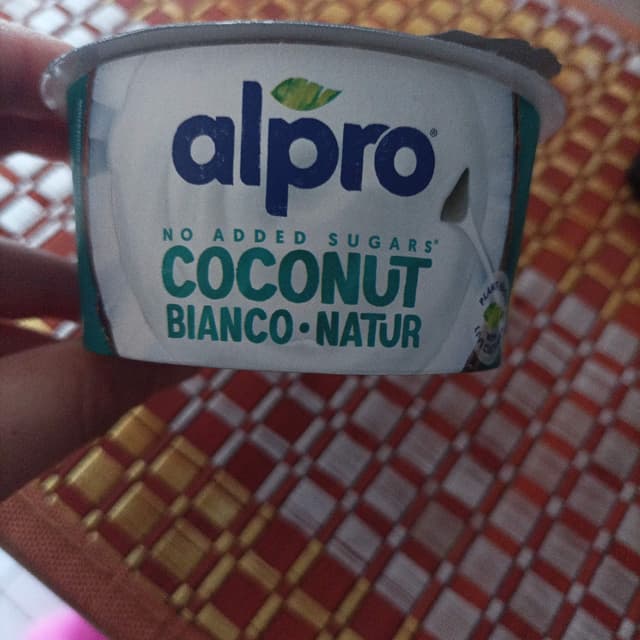 alpro®
NO ADDED SUGARS*
COCONUT
BIANCO • NATUR